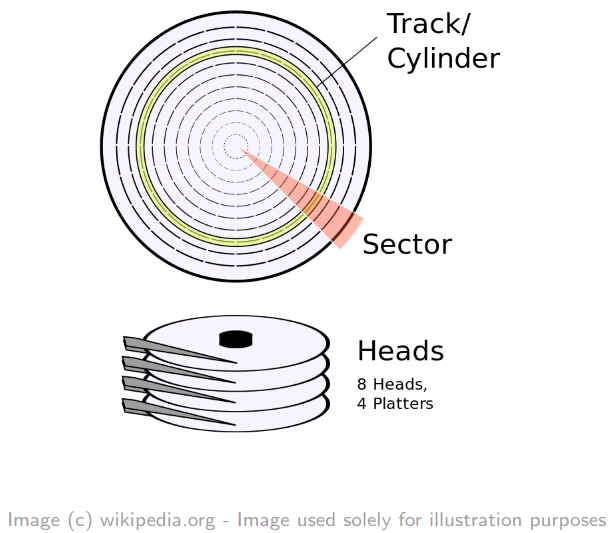 Track/
Cylinder
Sector
Heads
8 Heads,
4 Platters
Image (c) wikipedia.org - Image used solely for illustration purposes